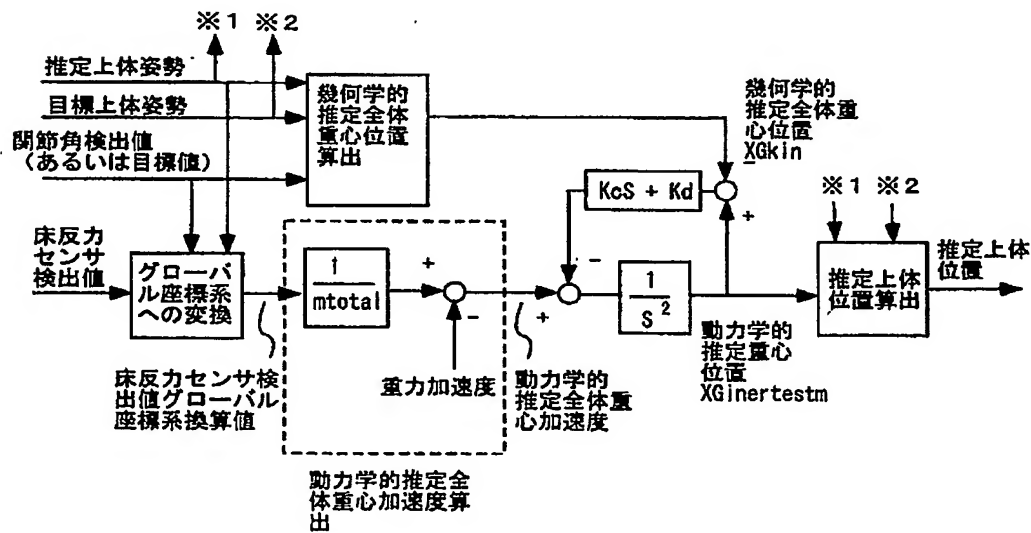 ※1 ※2
推定上体姿勢
目標上体姿勢
関節角検出値
（あるいは目標値）
幾何学的
推定全体
重心位置
算出
幾何学的
推定全体重
心位置
XGkin
KcS + Kd
+
-
※1 ※2
床反力
センサ
検出値
グローバ
ル座標系
への変換
1
mtotal
+
-
+
1
S²
推定上体
位置算出
推定上体
位置
重力加速度
床反力センサ検
出値グローバル
座標系換算値
動力学的
推定全体重
心加速度
動力学的
推定重心
位置
XGinertestm
動力学的推定全
体重心加速度算
出